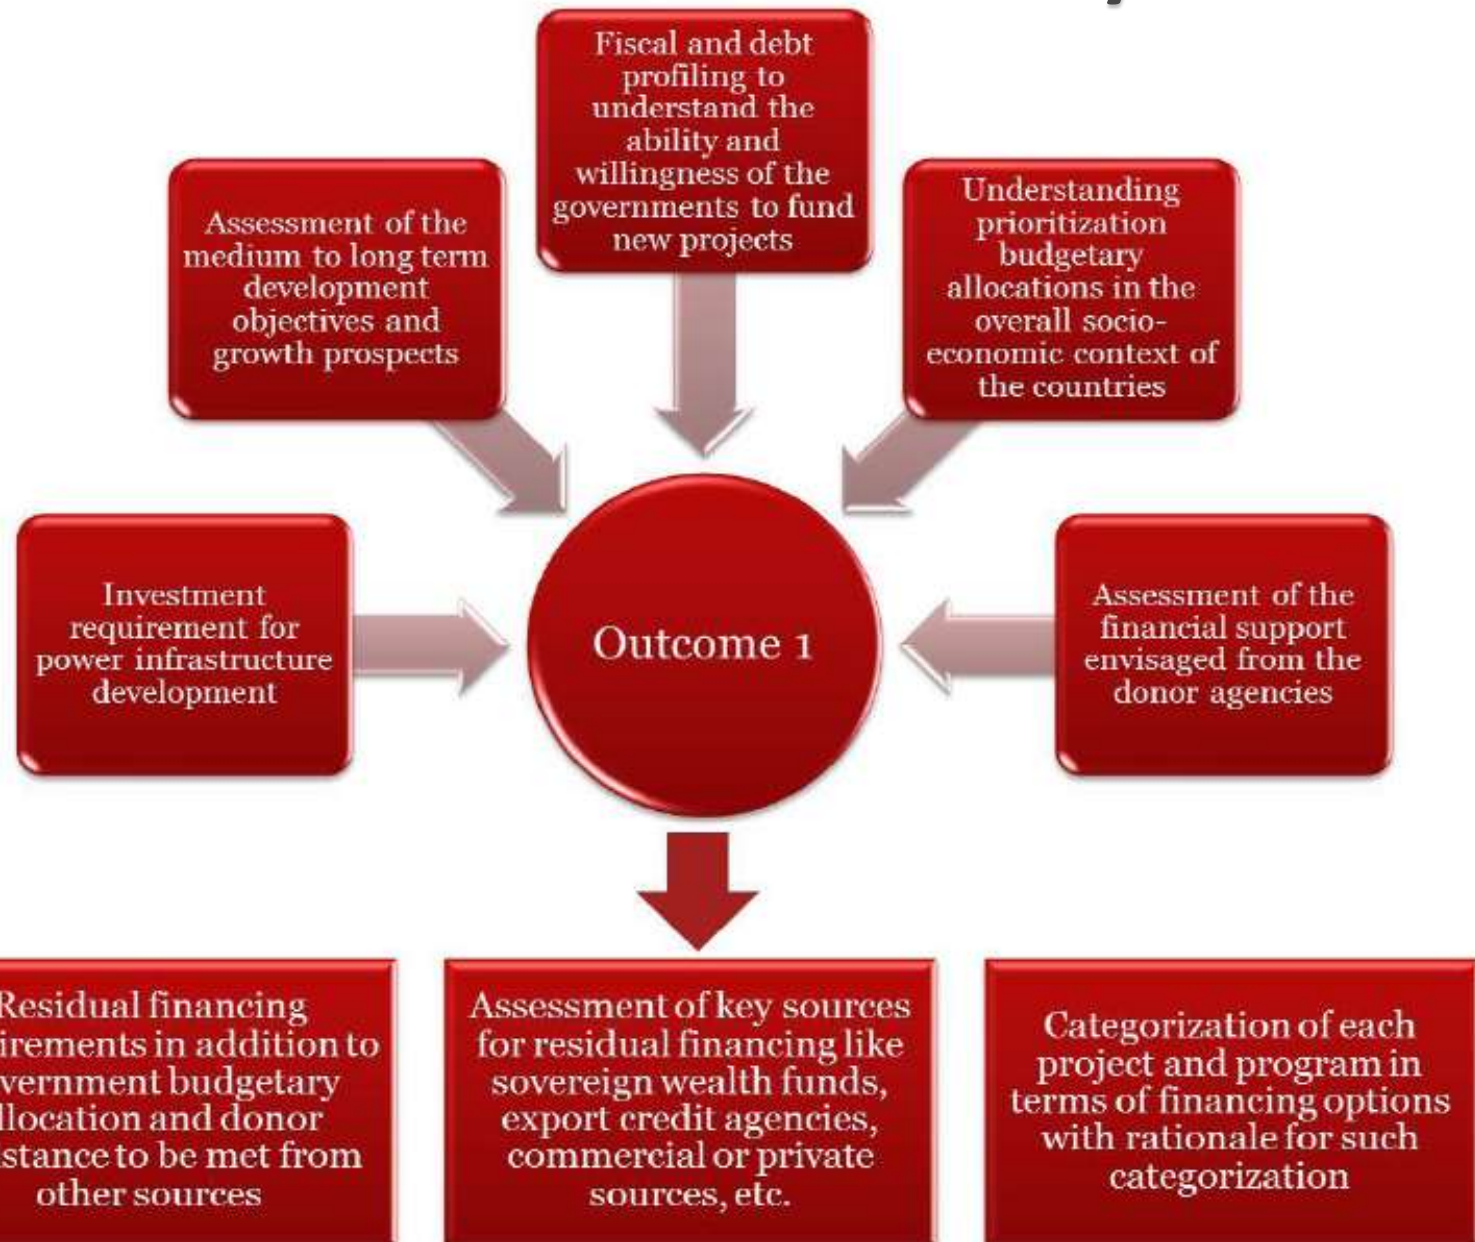 Fiscal and debt
profiling to
understand the
ability and
willingness of the
governments to fund
new projects
Assessment of the
medium to long term
development
objectives and
growth prospects
Understanding
prioritization
budgetary
allocations in the
overall socio-
economic context of
the countries
Investment
requirement for
power infrastructure
development
Outcome 1
Assessment of the
financial support
envisaged from the
donor agencies
Residual financing
irements in addition to
vernment budgetary
llocation and donor
stance to be met from
other sources
Assessment of key sources
for residual financing like
sovereign wealth funds,
export credit agencies,
commercial or private
sources, etc.
Categorization of each
project and program in
terms of financing options
with rationale for such
categorization